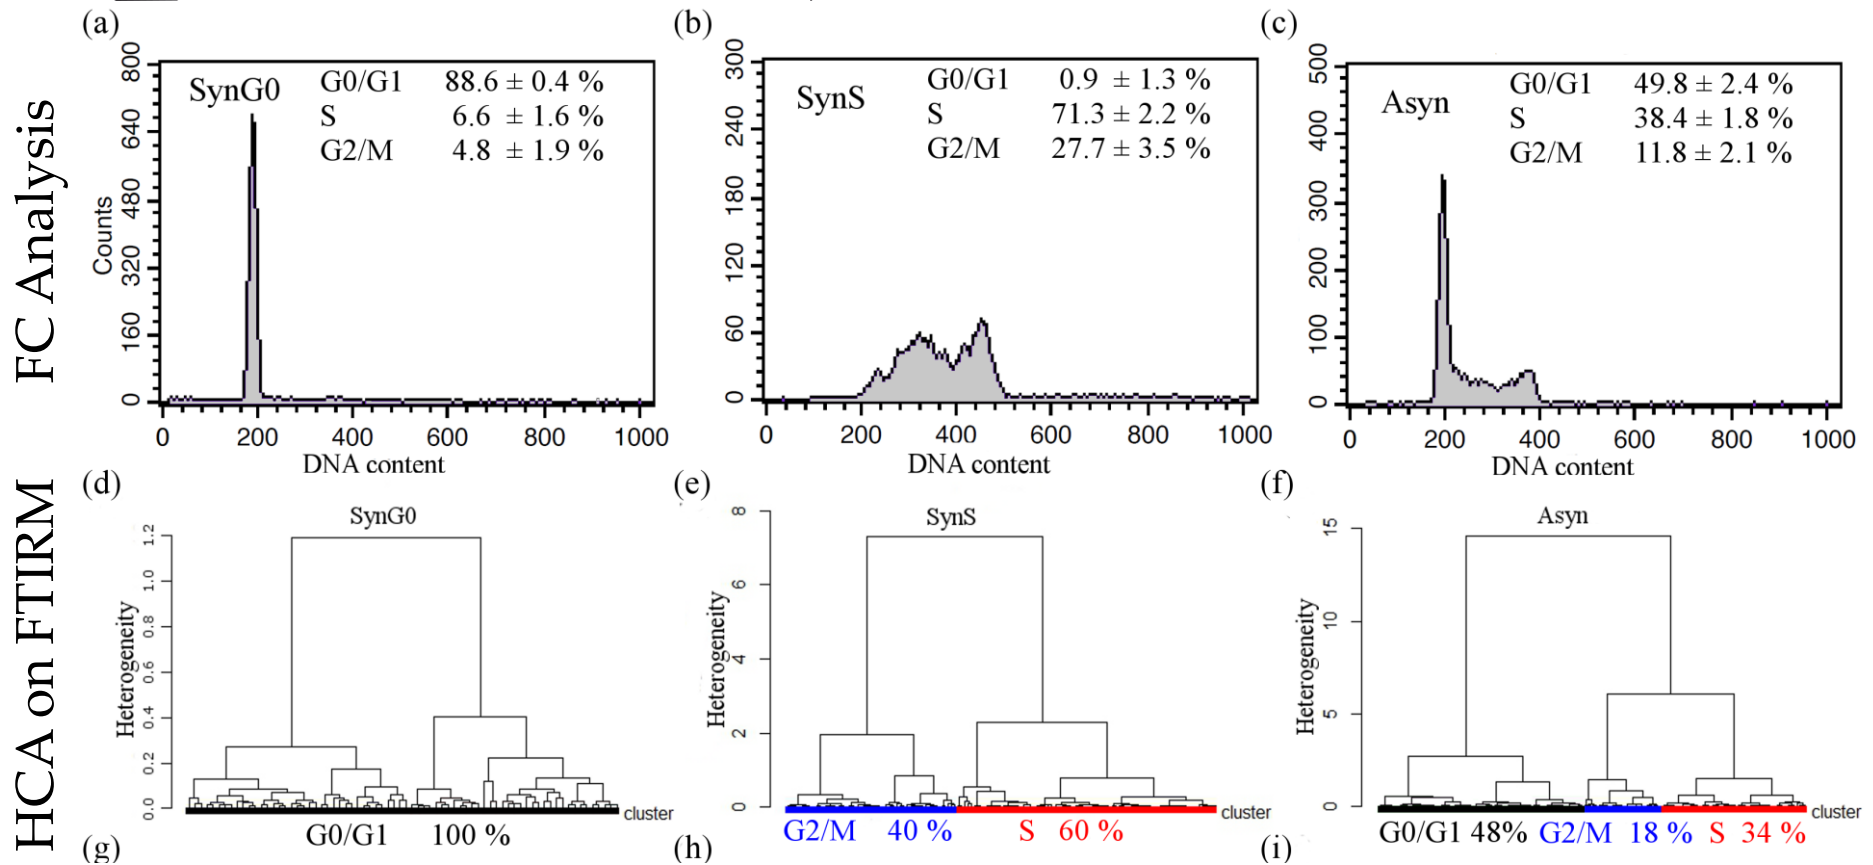 (a)
(b)
(c)
FC Analysis
SynG0
G0/G1 88.6 ± 0.4 %
S 6.6 ± 1.6 %
G2/M 4.8 ± 1.9 %
Counts
800
640
480
320
160
0
0 200 400 600 800 1000
DNA content
SynS
G0/G1 0.9 ± 1.3 %
S 71.3 ± 2.2 %
G2/M 27.7 ± 3.5 %
300
240
180
120
60
0
0 200 400 600 800 1000
DNA content
Asyn
G0/G1 49.8 ± 2.4 %
S 38.4 ± 1.8 %
G2/M 11.8 ± 2.1 %
500
400
300
200
100
0
0 200 400 600 800 1000
DNA content
HCA on FTIRM
(d)
SynG0
Heterogeneity
1.2
1.0
0.8
0.6
0.4
0.2
0.0
cluster
G0/G1 100 %
(e)
SynS
Heterogeneity
8
6
4
2
0
cluster
G2/M 40 % S 60 %
(f)
Asyn
Heterogeneity
15
10
5
0
cluster
G0/G1 48% G2/M 18 % S 34 %
(g)
(h)
(i)